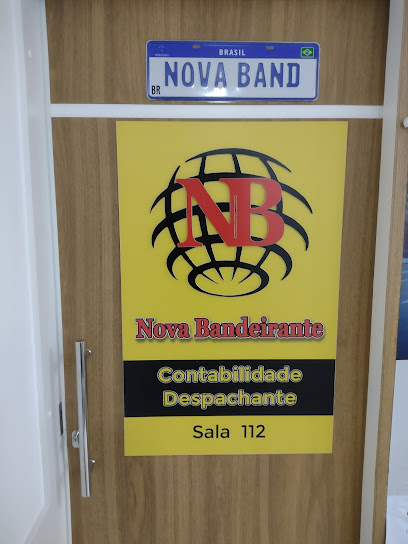 BRASIL
NOVA BAND
BR
NB
Nova Bandeirante
Contabilidade
Despachante
Sala 112